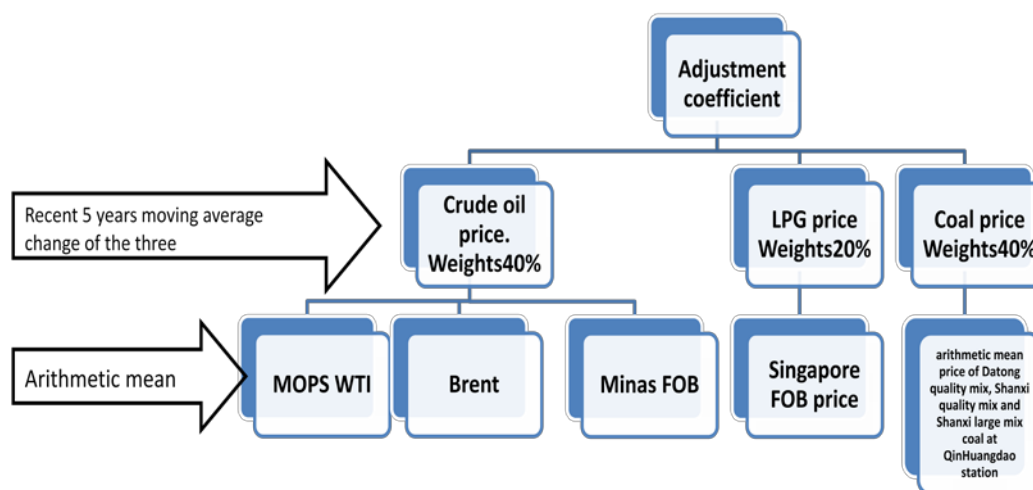 Adjustment
coefficient
Recent 5 years moving average
change of the three
Crude oil
price.
Weights40%
LPG price
Weights20%
Coal price
Weights40%
Arithmetic mean
MOPS WTI
Brent
Minas FOB
Singapore
FOB price
arithmetic mean
price of Datong
quality mix, Shanxi
quality mix and
Shanxi large mix
coal at
QinHuangdao
station